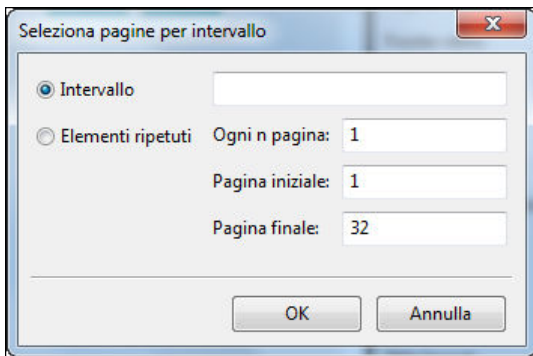 Seleziona pagine per intervallo
Intervallo
Elementi ripetuti Ogni n pagina: 1
Pagina iniziale: 1
Pagina finale: 32
OK Annulla